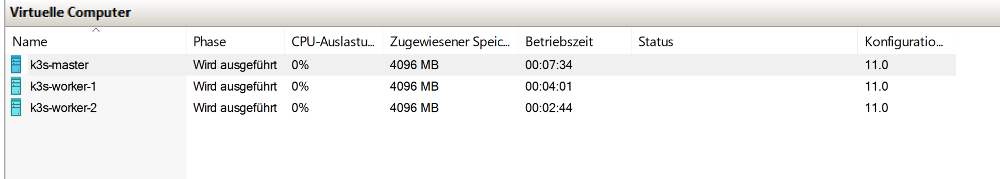 Virtuelle Computer
Name Phase CPU-Auslastu... Zugewiesener Speic... Betriebszeit Status Konfiguratio...
k3s-master Wird ausgeführt 0% 4096 MB 00:07:34 11.0
k3s-worker-1 Wird ausgeführt 0% 4096 MB 00:04:01 11.0
k3s-worker-2 Wird ausgeführt 0% 4096 MB 00:02:44 11.0